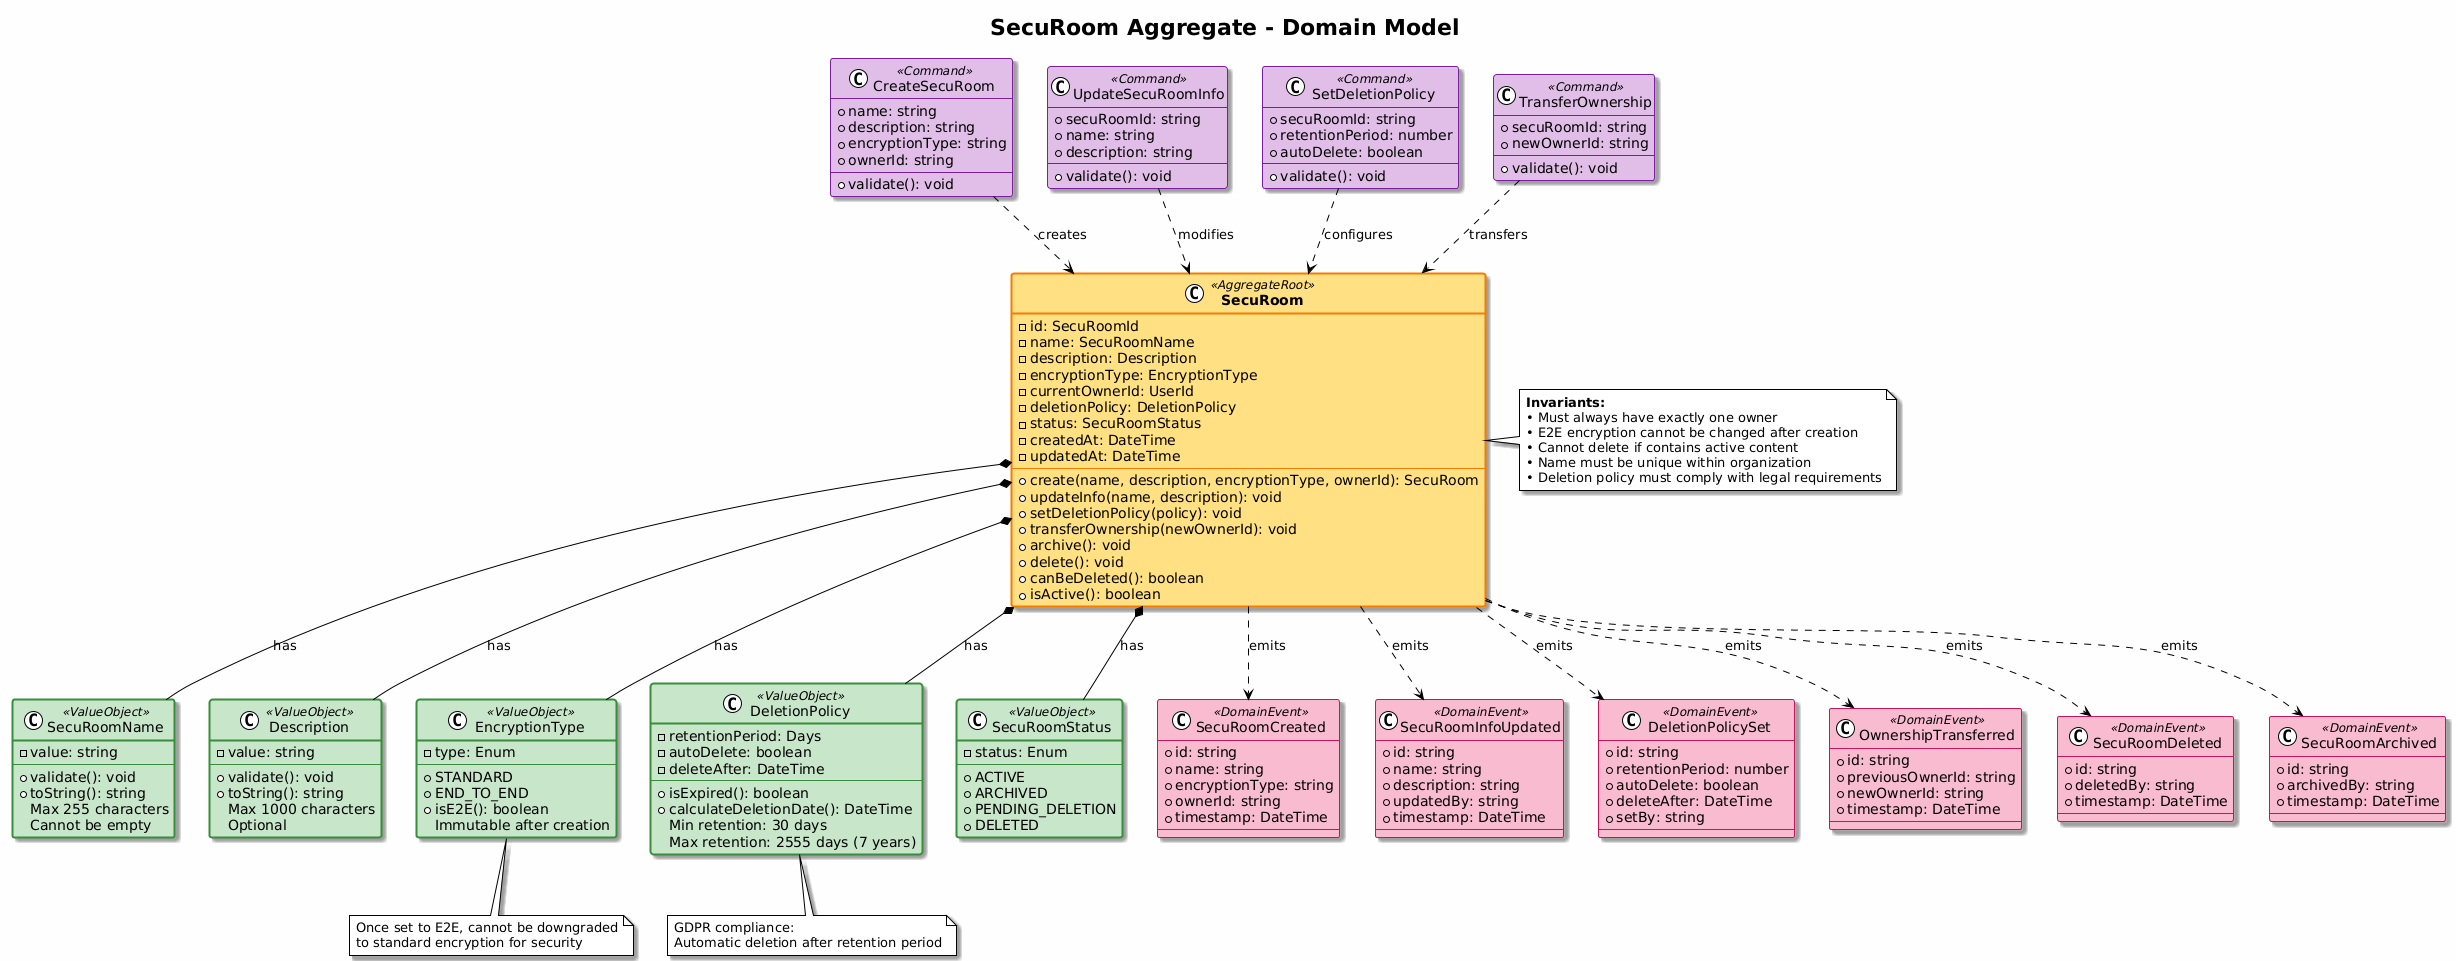 SecuRoom Aggregate - Domain Model
C «Command»
CreateSecuRoom
name: string
description: string
encryptionType: string
ownerId: string
validate(): void
C «Command»
UpdateSecuRoomInfo
secuRoomId: string
name: string
description: string
validate(): void
C «Command»
SetDeletionPolicy
secuRoomId: string
retentionPeriod: number
autoDelete: boolean
validate(): void
C «Command»
TransferOwnership
secuRoomId: string
newOwnerId: string
validate(): void
creates
modifies
configures
transfers
C «AggregateRoot»
SecuRoom
id: SecuRoomId
name: SecuRoomName
description: Description
encryptionType: EncryptionType
currentOwnerId: UserId
deletionPolicy: DeletionPolicy
status: SecuRoomStatus
createdAt: DateTime
updatedAt: DateTime
create(name, description, encryptionType, ownerId): SecuRoom
updateInfo(name, description): void
setDeletionPolicy(policy): void
transferOwnership(newOwnerId): void
archive(): void
delete(): void
canBeDeleted(): boolean
isActive(): boolean
Invariants:
• Must always have exactly one owner
• E2E encryption cannot be changed after creation
• Cannot delete if contains active content
• Name must be unique within organization
• Deletion policy must comply with legal requirements
has
has
has
has
has
emits
emits
emits
emits
emits
emits
C «ValueObject»
SecuRoomName
value: string
validate(): void
toString(): string
Max 255 characters
Cannot be empty
C «ValueObject»
Description
value: string
validate(): void
toString(): string
Max 1000 characters
Optional
C «ValueObject»
EncryptionType
type: Enum
STANDARD
END_TO_END
isE2E(): boolean
Immutable after creation
C «ValueObject»
DeletionPolicy
retentionPeriod: Days
autoDelete: boolean
deleteAfter: DateTime
isExpired(): boolean
calculateDeletionDate(): DateTime
Min retention: 30 days
Max retention: 2555 days (7 years)
C «ValueObject»
SecuRoomStatus
status: Enum
ACTIVE
ARCHIVED
PENDING_DELETION
DELETED
C «DomainEvent»
SecuRoomCreated
id: string
name: string
encryptionType: string
ownerId: string
timestamp: DateTime
C «DomainEvent»
SecuRoomInfoUpdated
id: string
name: string
description: string
updatedBy: string
timestamp: DateTime
C «DomainEvent»
DeletionPolicySet
id: string
retentionPeriod: number
autoDelete: boolean
deleteAfter: DateTime
setBy: string
C «DomainEvent»
OwnershipTransferred
id: string
previousOwnerId: string
newOwnerId: string
timestamp: DateTime
C «DomainEvent»
SecuRoomDeleted
id: string
deletedBy: string
timestamp: DateTime
C «DomainEvent»
SecuRoomArchived
id: string
archivedBy: string
timestamp: DateTime
Once set to E2E, cannot be downgraded
to standard encryption for security
GDPR compliance:
Automatic deletion after retention period